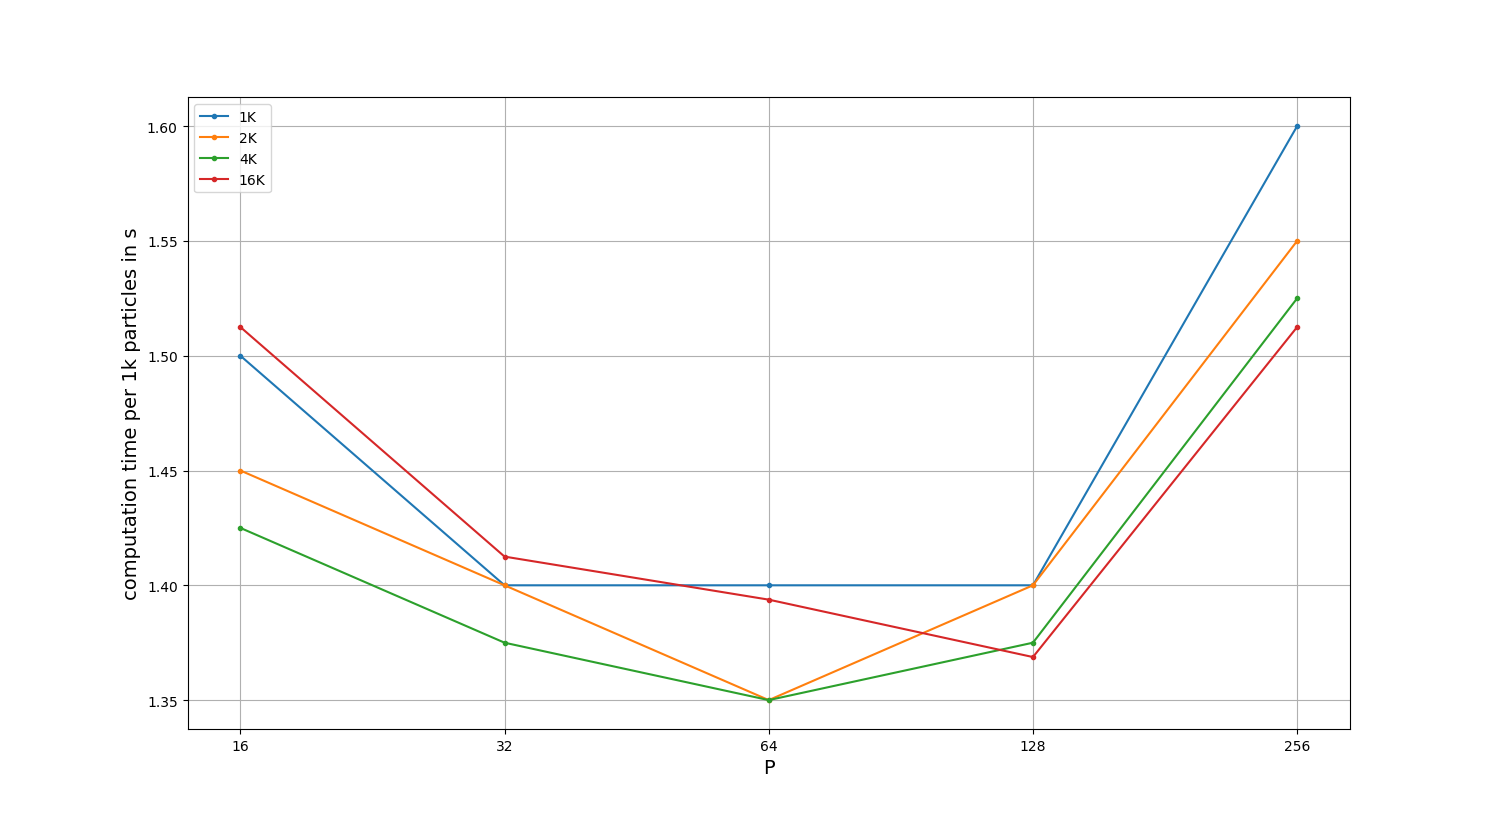 1K
2K
4K
16K
1.60
1.55
1.50
1.45
1.40
1.35
computation time per 1k particles in s
16 32 64 128 256
P